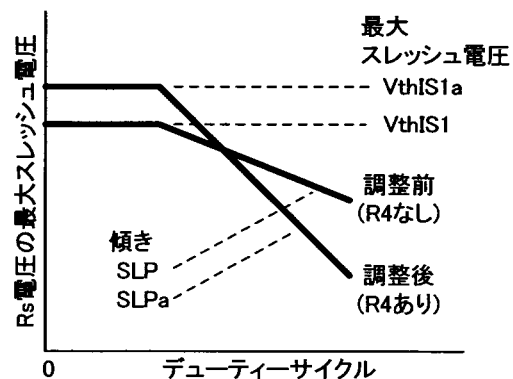 最大
スレッシュ電圧
VthIS1a
VthIS1
調整前
(R4なし)
調整後
(R4あり)
傾き
SLP
SLPa
Rs電圧の最大スレッシュ電圧
0
デューティーサイクル